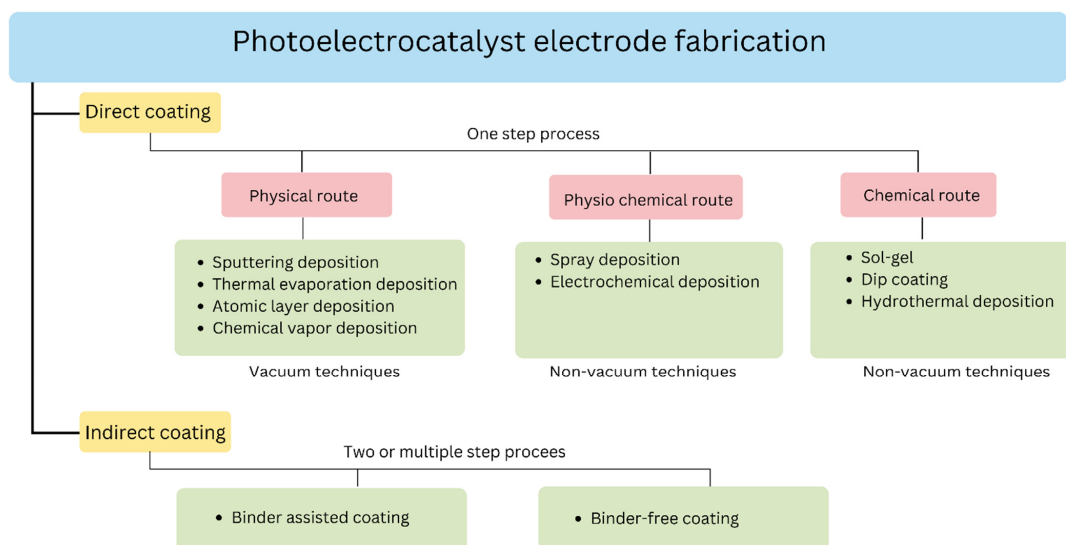 Photoelectrocatalyst electrode fabrication
Direct coating
One step process
Physical route
Physio chemical route
Chemical route
• Sputtering deposition
• Thermal evaporation deposition
• Atomic layer deposition
• Chemical vapor deposition
• Spray deposition
• Electrochemical deposition
• Sol-gel
• Dip coating
• Hydrothermal deposition
Vacuum techniques
Non-vacuum techniques
Non-vacuum techniques
Indirect coating
Two or multiple step procees
• Binder assisted coating
• Binder-free coating